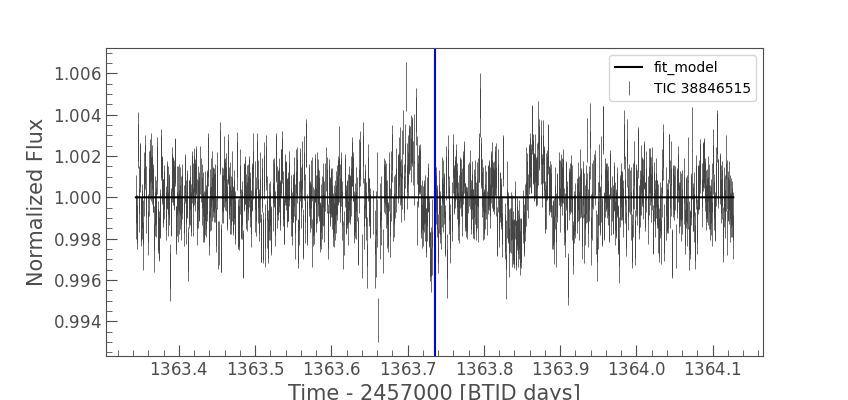 fit_model
TIC 38846515
1.006
1.004
1.002
1.000
0.998
0.996
0.994
Normalized Flux
1363.4 1363.5 1363.6 1363.7 1363.8 1363.9 1364.0 1364.1
Time - 2457000 [BTJD days]